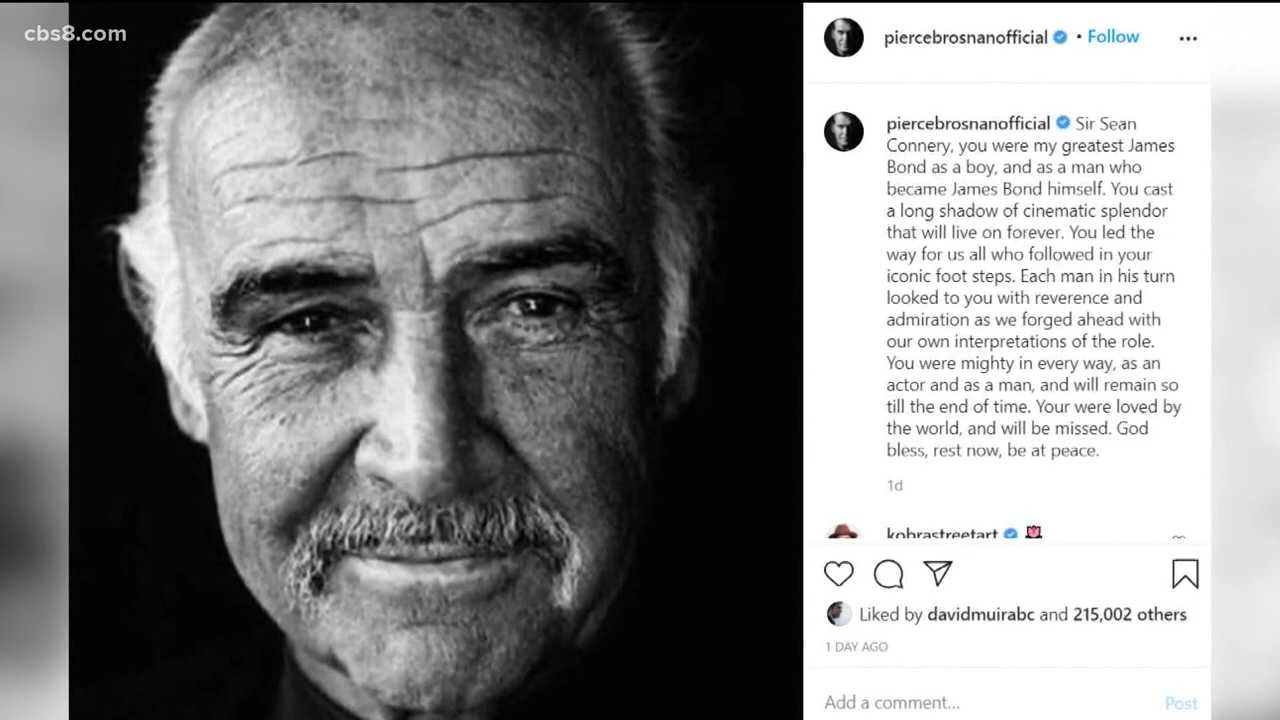 cbs8.com
piercebrosnanofficial • Follow
piercebrosnanofficial Sir Sean
Connery, you were my greatest James
Bond as a boy, and as a man who
became James Bond himself. You cast
a long shadow of cinematic splendor
that will live on forever. You led the
way for us all who followed in your
iconic foot steps. Each man in his turn
looked to you with reverence and
admiration as we forged ahead with
our own interpretations of the role.
You were mighty in every way, as an
actor and as a man, and will remain so
till the end of time. Your were loved by
the world, and will be missed. God
bless, rest now, be at peace.
1d
kobrastreetart 🌷
Liked by davidmuirabc and 215,002 others
1 DAY AGO
Add a comment... Post